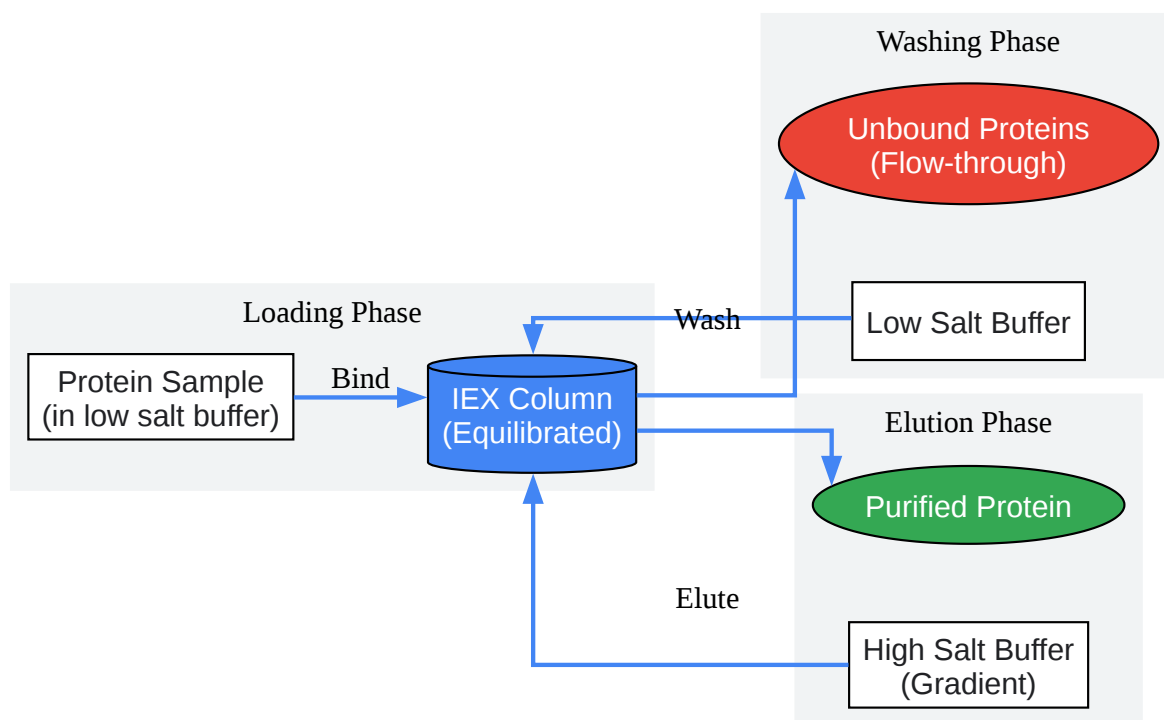 Washing Phase
Unbound Proteins
(Flow-through)
Low Salt Buffer
Wash
Loading Phase
Protein Sample
(in low salt buffer)
Bind
IEX Column
(Equilibrated)
Elution Phase
Purified Protein
Elute
High Salt Buffer
(Gradient)